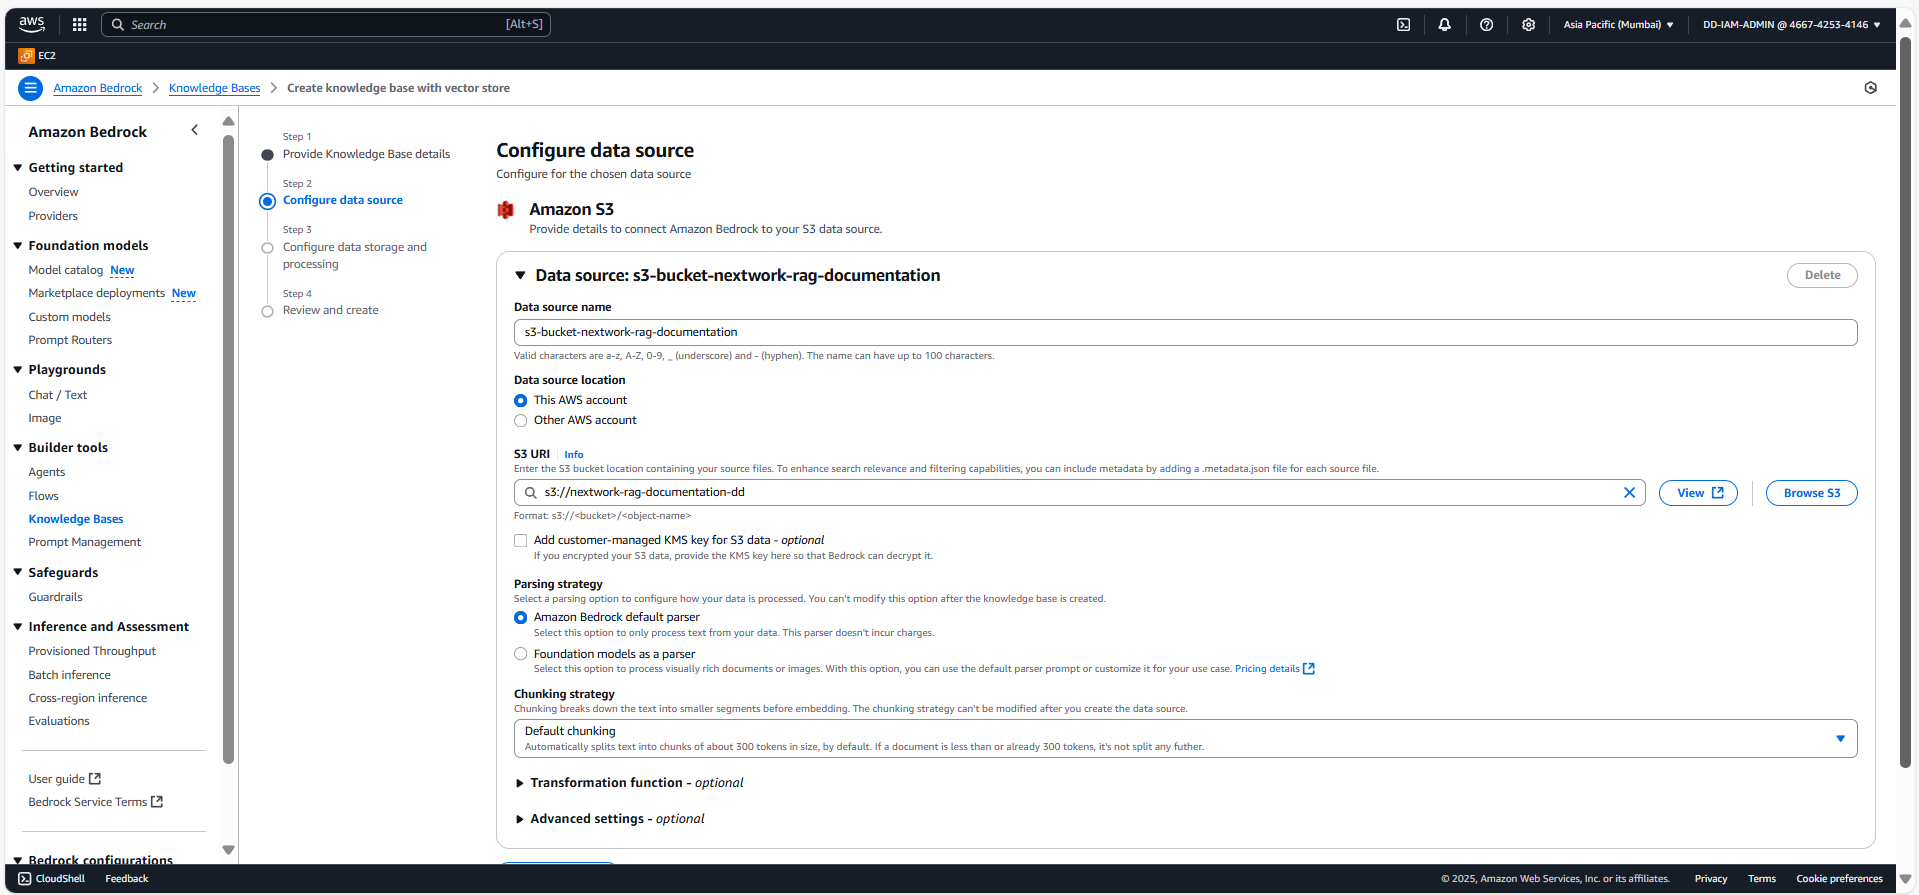 aws
Search [Alt+S]
Asia Pacific (Mumbai)
DD-IAM-ADMIN @ 4667-4253-4146
EC2
Amazon Bedrock
Knowledge Bases
Create knowledge base with vector store
Amazon Bedrock
Getting started
Overview
Providers
Foundation models
Model catalog New
Marketplace deployments New
Custom models
Prompt Routers
Playgrounds
Chat / Text
Image
Builder tools
Agents
Flows
Knowledge Bases
Prompt Management
Safeguards
Guardrails
Inference and Assessment
Provisioned Throughput
Batch inference
Cross-region inference
Evaluations
User guide
Bedrock Service Terms
Bedrock configurations
Step 1
Provide Knowledge Base details
Step 2
Configure data source
Step 3
Configure data storage and
processing
Step 4
Review and create
Configure data source
Configure for the chosen data source
Amazon S3
Provide details to connect Amazon Bedrock to your S3 data source.
Data source: s3-bucket-nextwork-rag-documentation
Delete
Data source name
s3-bucket-nextwork-rag-documentation
Valid characters are a-z, A-Z, 0-9, _ (underscore) and - (hyphen). The name can have up to 100 characters.
Data source location
This AWS account
Other AWS account
S3 URI Info
Enter the S3 bucket location containing your source files. To enhance search relevance and filtering capabilities, you can include metadata by adding a .metadata.json file for each source file.
s3://nextwork-rag-documentation-dd
View
Browse S3
Format: s3://<bucket>/<object-name>
Add customer-managed KMS key for S3 data - optional
If you encrypted your S3 data, provide the KMS key here so that Bedrock can decrypt it.
Parsing strategy
Select a parsing option to configure how your data is processed. You can't modify this option after the knowledge base is created.
Amazon Bedrock default parser
Select this option to only process text from your data. This parser doesn't incur charges.
Foundation models as a parser
Select this option to process visually rich documents or images. With this option, you can use the default parser prompt or customize it for your use case. Pricing details
Chunking strategy
Chunking breaks down the text into smaller segments before embedding. The chunking strategy can't be modified after you create the data source.
Default chunking
Automatically splits text into chunks of about 300 tokens in size, by default. If a document is less than or already 300 tokens, it's not split any futher.
Transformation function - optional
Advanced settings - optional
CloudShell
Feedback
© 2025, Amazon Web Services, Inc. or its affiliates.
Privacy
Terms
Cookie preferences